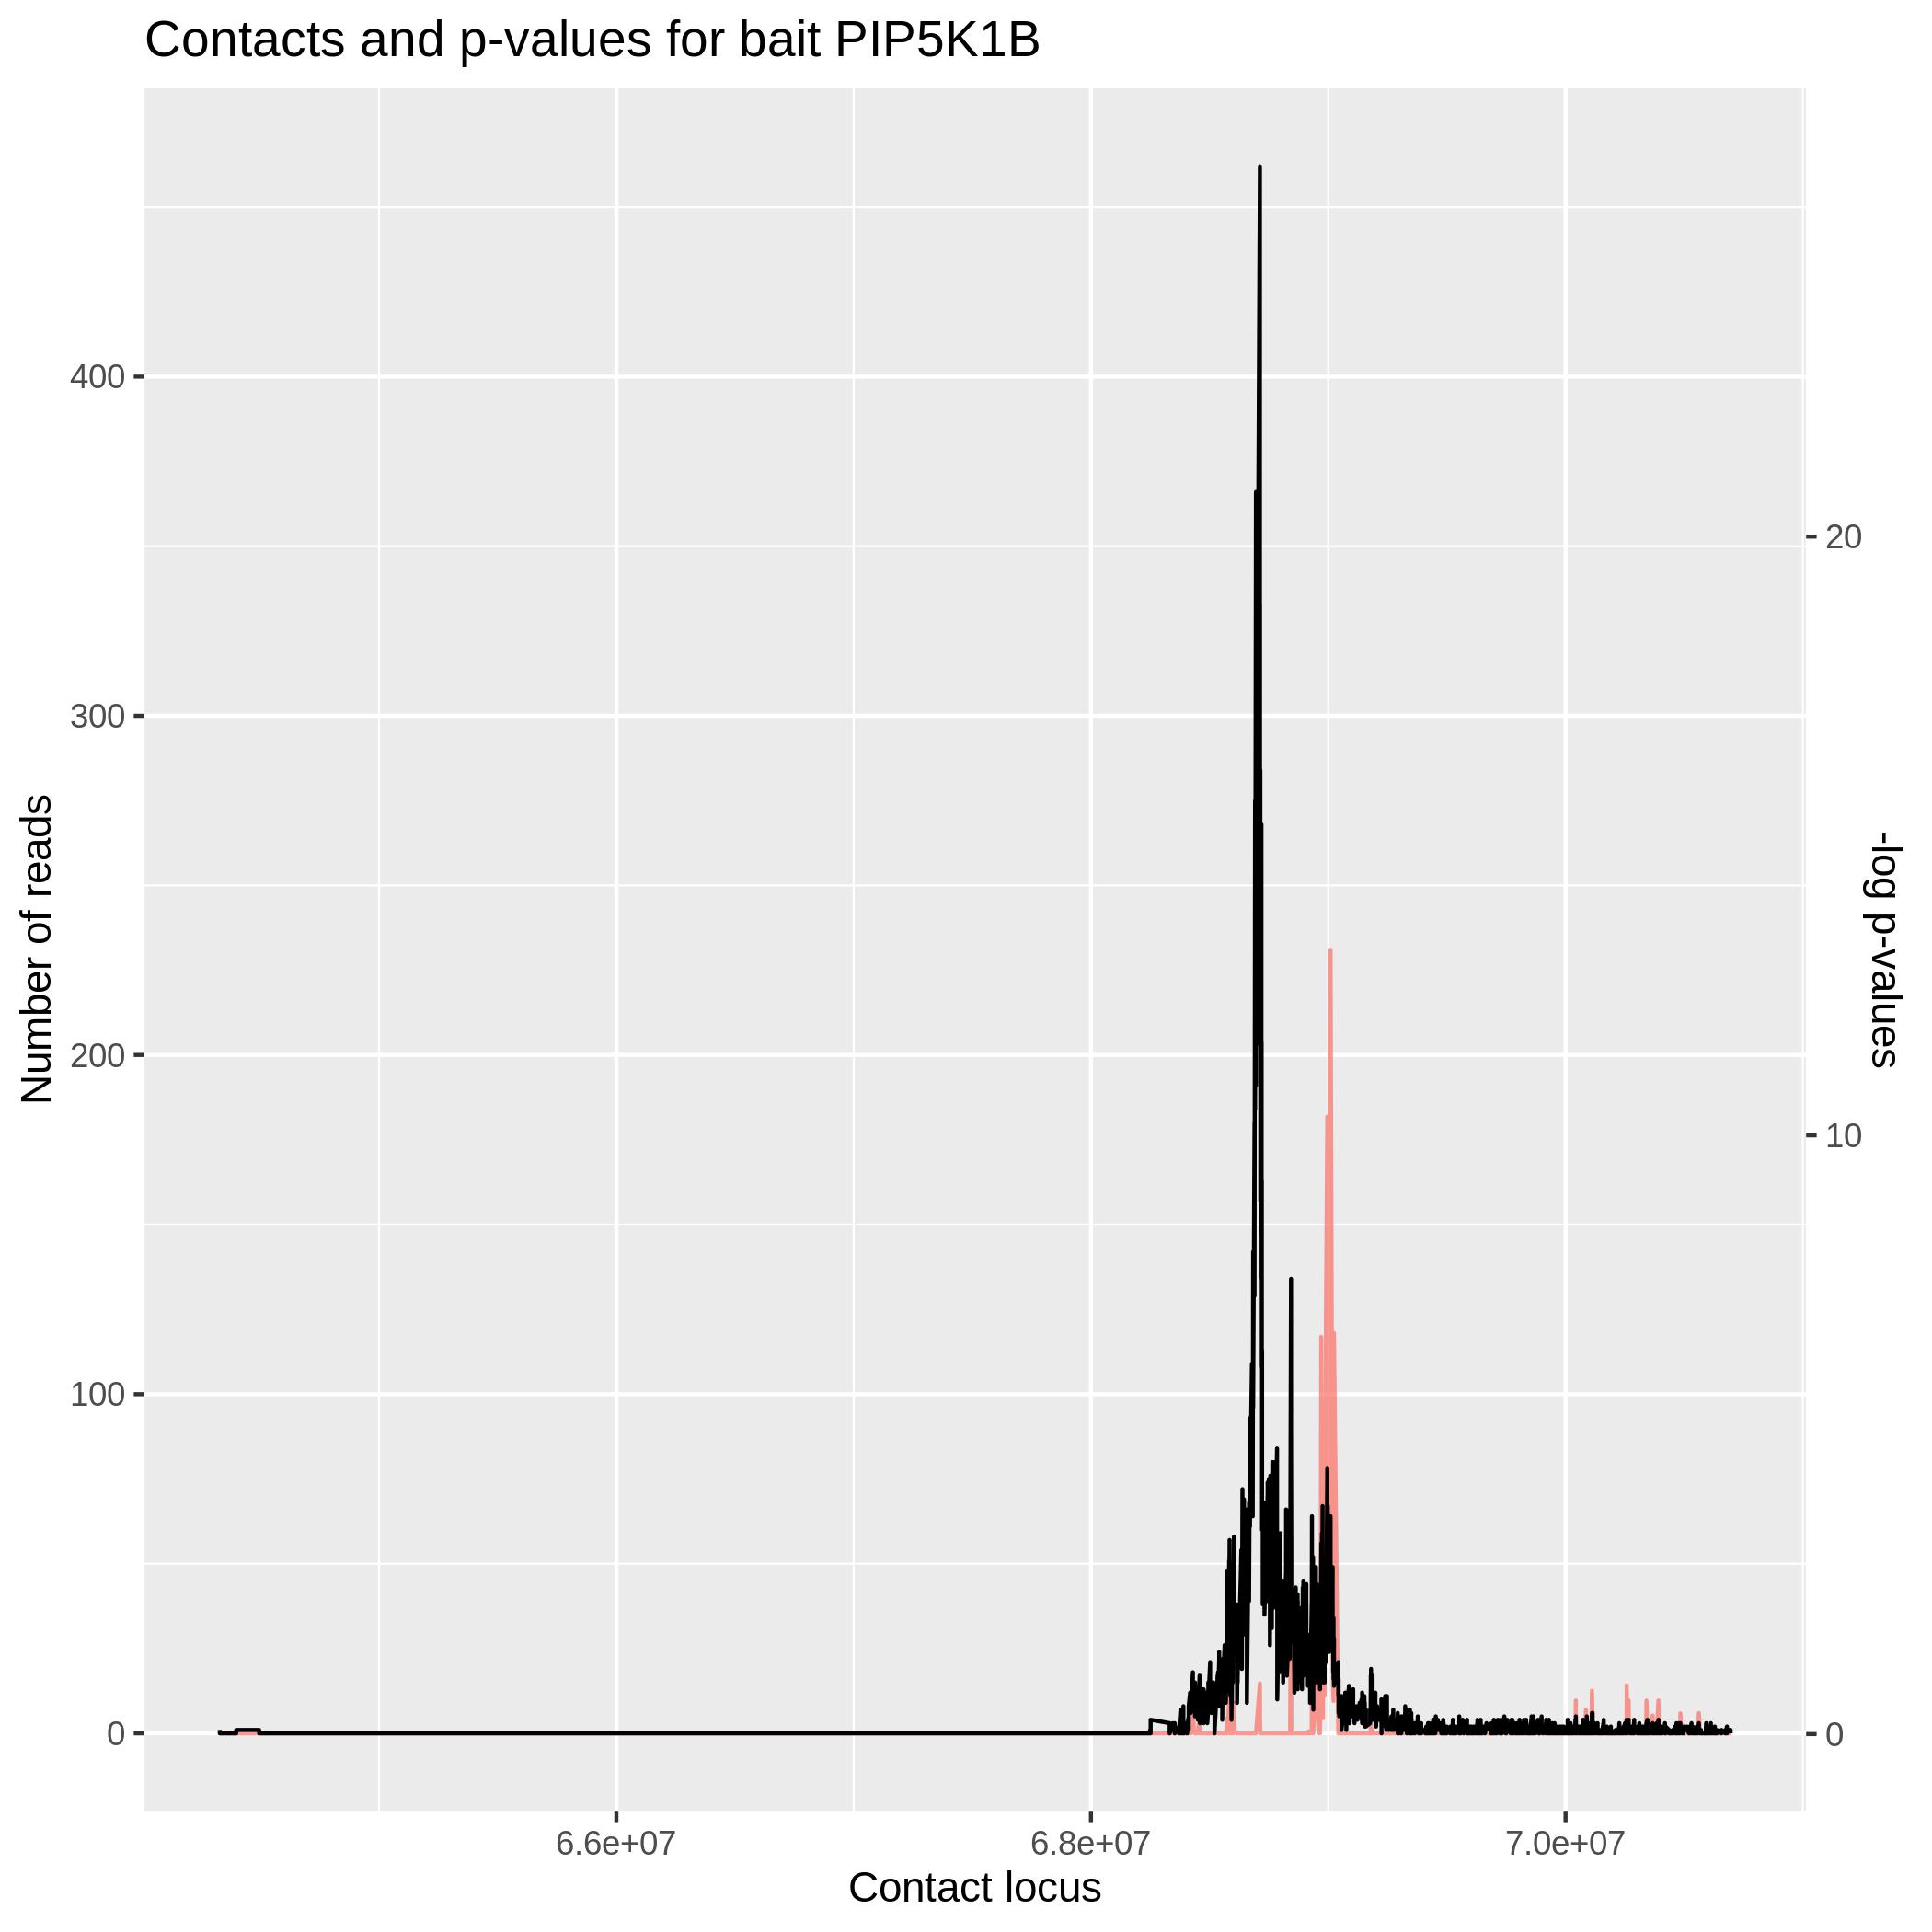 Contacts and p-values for bait PIP5K1B
Number of reads
400
300
200
100
0
20
10
0
-log p-values
6.6e+07
6.8e+07
7.0e+07
Contact locus